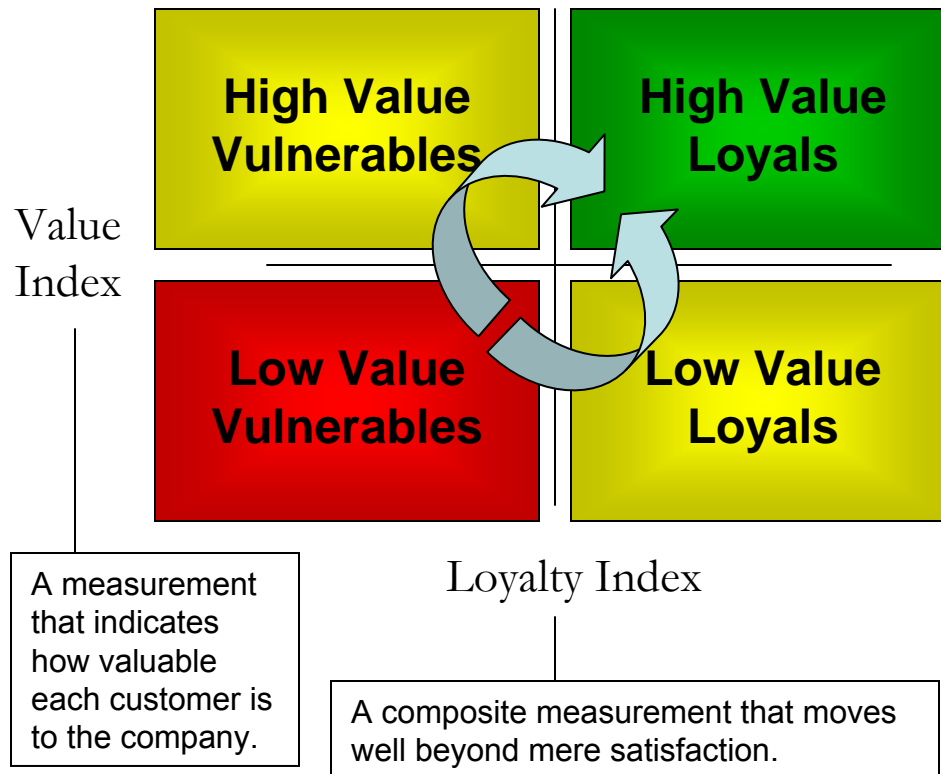 High Value
Vulnerables
High Value
Loyals
Value
Index
Low Value
Vulnerables
Low Value
Loyals
Loyalty Index
A measurement
that indicates
how valuable
each customer is
to the company.
A composite measurement that moves
well beyond mere satisfaction.